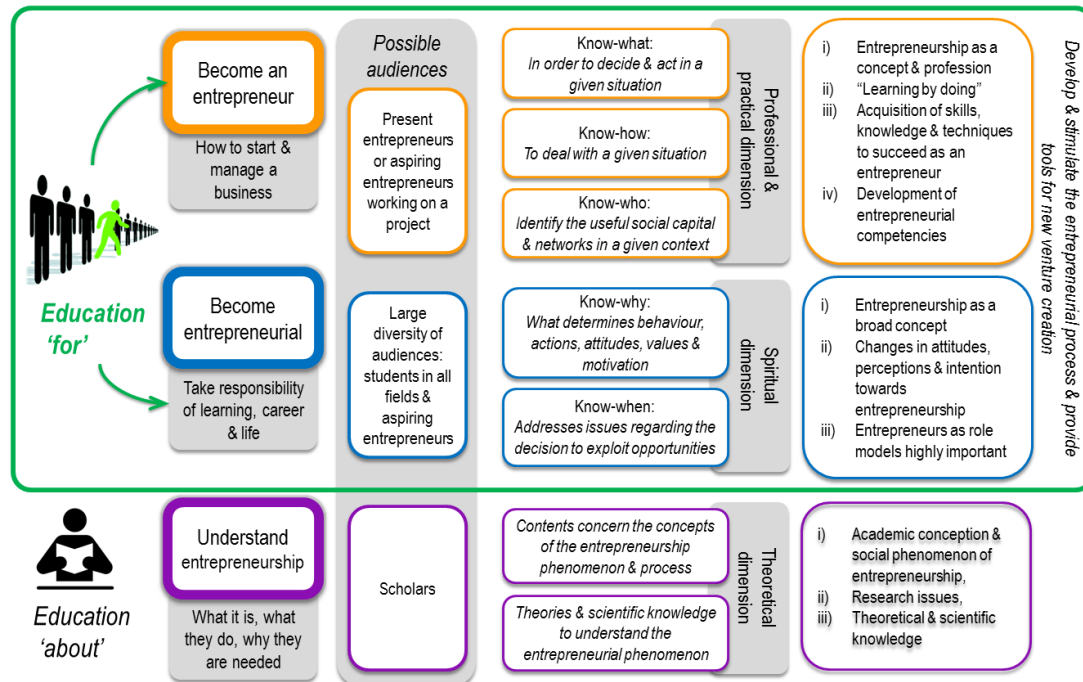 Become an
entrepreneur
How to start &
manage a
business
Possible
audiences
Present
entrepreneurs
or aspiring
entrepreneurs
working on a
project
Know-what:
In order to decide & act in a
given situation
Know-how:
To deal with a given situation
Know-who:
Identify the useful social capital
& networks in a given context
Professional &
practical dimension
i) Entrepreneurship as a
concept & profession
ii) “Learning by doing”
iii) Acquisition of skills,
knowledge & techniques
to succeed as an
entrepreneur
iv) Development of
entrepreneurial
competencies
Develop & stimulate the entrepreneurial process & provide
tools for new venture creation
Education
‘for’
Become
entrepreneurial
Take responsibility
of learning, career
& life
Large
diversity of
audiences:
students in all
fields &
aspiring
entrepreneurs
Know-why:
What determines behaviour,
actions, attitudes, values &
motivation
Know-when:
Addresses issues regarding the
decision to exploit opportunities
Spiritual
dimension
i) Entrepreneurship as a
broad concept
ii) Changes in attitudes,
perceptions & intention
towards
entrepreneurship
iii) Entrepreneurs as role
models highly important
Education
‘about’
Understand
entrepreneurship
What it is, what
they do, why they
are needed
Scholars
Contents concern the concepts
of the entrepreneurship
phenomenon & process
Theories & scientific knowledge
to understand the
entrepreneurial phenomenon
Theoretical
dimension
i) Academic conception &
social phenomenon of
entrepreneurship,
ii) Research issues,
iii) Theoretical & scientific
knowledge